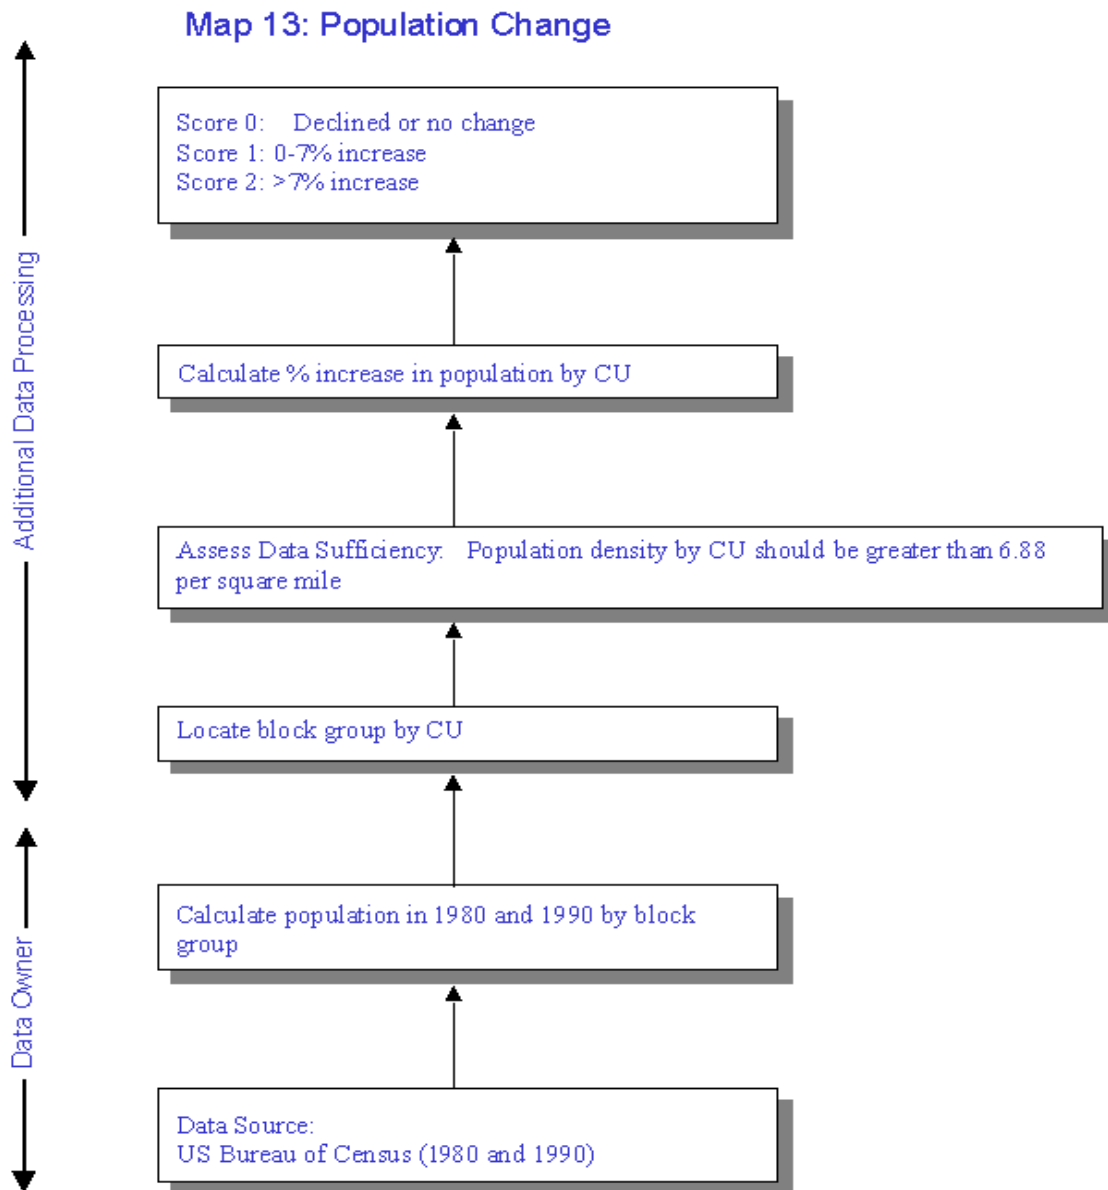 Map 13: Population Change
Score 0: Declined or no change
Score 1: 0-7% increase
Score 2: >7% increase
Calculate % increase in population by CU
Assess Data Sufficiency: Population density by CU should be greater than 6.88
per square mile
Locate block group by CU
Calculate population in 1980 and 1990 by block
group
Data Source:
US Bureau of Census (1980 and 1990)
Additional Data Processing
Data Owner